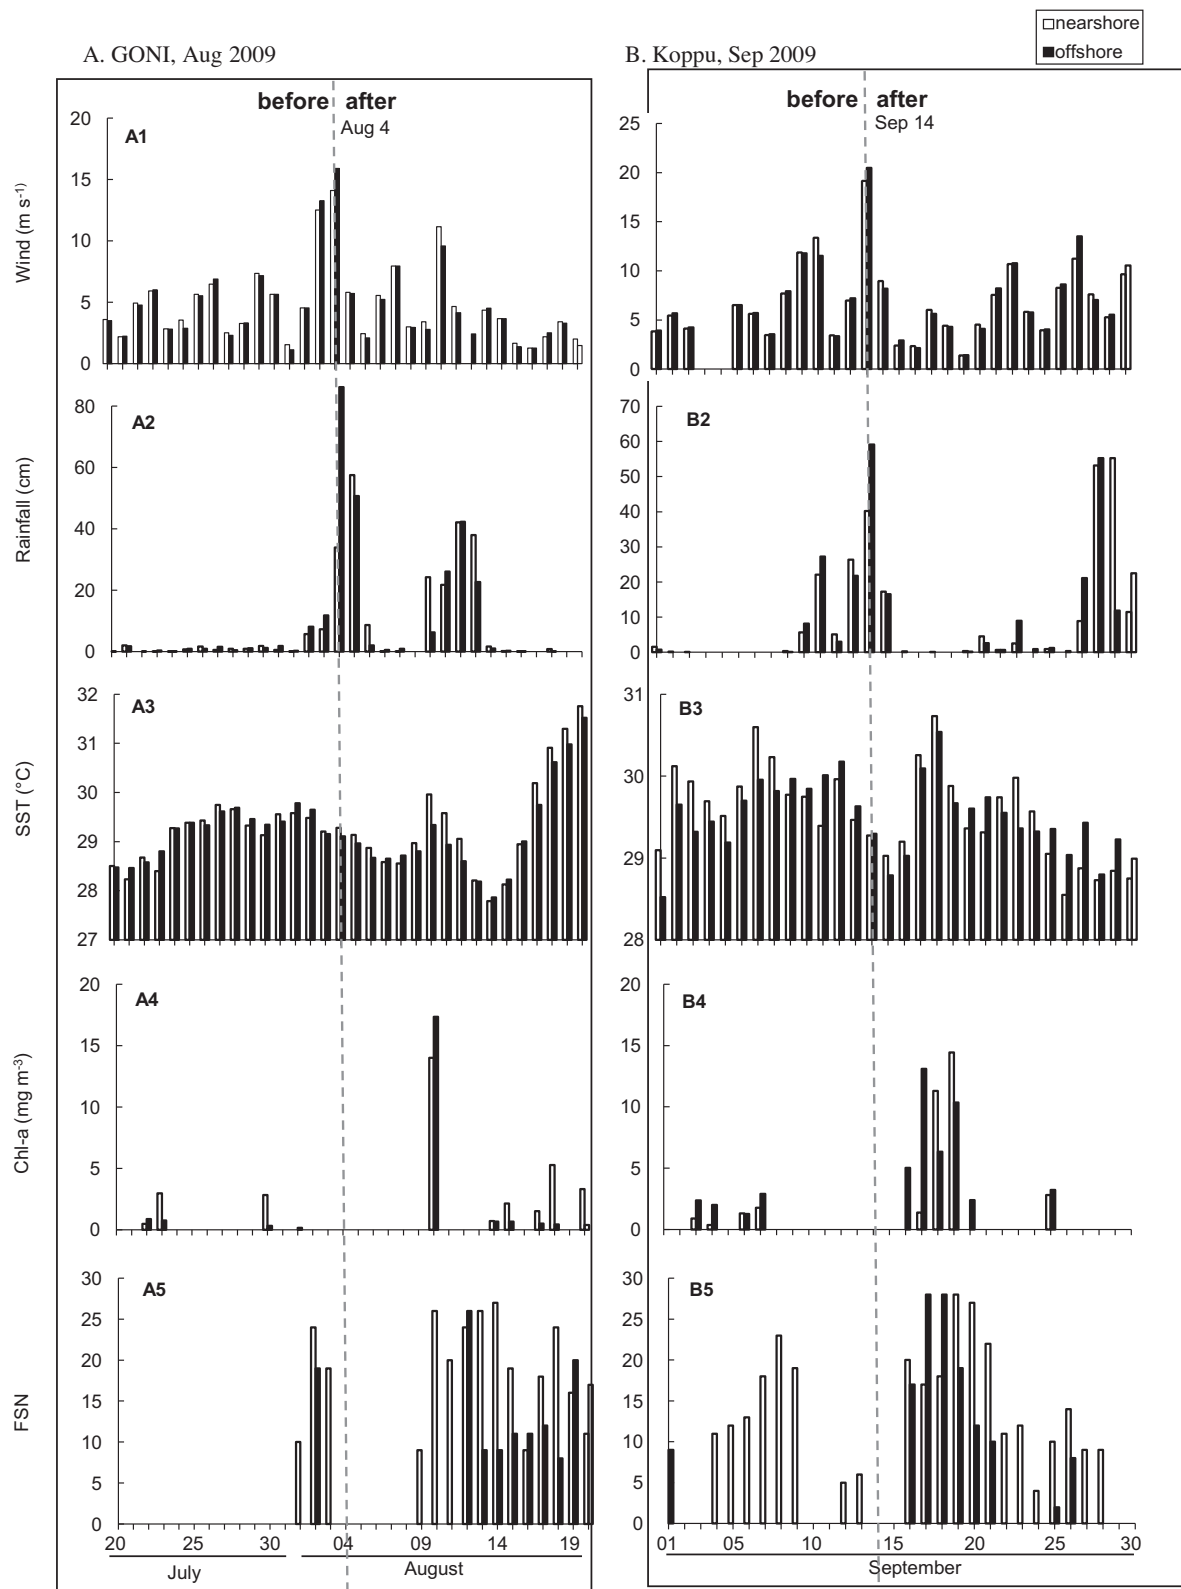 nearshore
offshore
A. GONI, Aug 2009
B. Koppu, Sep 2009
before after
Aug 4
A1
Wind (m s⁻¹)
20
15
10
5
0
A2
Rainfall (cm)
80
60
40
20
0
A3
SST (°C)
32
31
30
29
28
27
A4
Chl-a (mg m⁻³)
20
15
10
5
0
A5
FSN
30
25
20
15
10
5
0
20 25 30 04 09 14 19
July August
before after
Sep 14
25
20
15
10
5
0
B2
70
60
50
40
30
20
10
0
B3
31
30
29
28
B4
20
15
10
5
0
B5
30
25
20
15
10
5
0
01 05 10 15 20 25 30
September